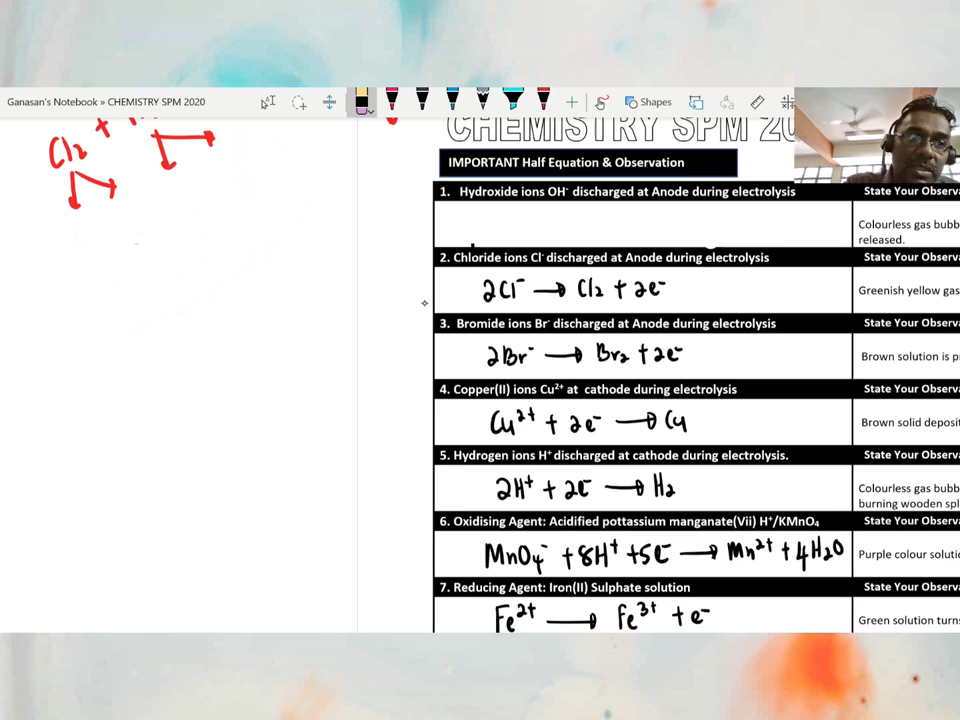 Ganasan's Notebook » CHEMISTRY SPM 2020
Shapes
Cl2 +
CHEMISTRY SPM 20
IMPORTANT Half Equation & Observation
1. Hydroxide ions OH- discharged at Anode during electrolysis
State Your Observa
Colourless gas bubb
released.
2. Chloride ions Cl- discharged at Anode during electrolysis
State Your Observa
2Cl⁻ → Cl2 + 2e⁻
Greenish yellow gas
3. Bromide ions Br- discharged at Anode during electrolysis
State Your Observa
2Br⁻ → Br2 + 2e⁻
Brown solution is p
4. Copper(II) ions Cu²⁺ at cathode during electrolysis
State Your Observa
Cu²⁺ + 2e⁻ → Cu
Brown solid deposit
5. Hydrogen ions H⁺ discharged at cathode during electrolysis.
State Your Observa
2H⁺ + 2e⁻ → H2
Colourless gas bubb
burning wooden spl
6. Oxidising Agent: Acidified pottassium manganate(Vii) H⁺/KMnO₄
State Your Observa
MnO4⁻ + 8H⁺ + 5e⁻ → Mn²⁺ + 4H2O
Purple colour soluti
7. Reducing Agent: Iron(II) Sulphate solution
State Your Observa
Fe²⁺ → Fe³⁺ + e⁻
Green solution turns